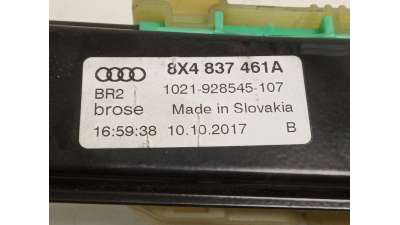 8X4 837 461A
BR2 1021-928545-107
brose Made in Slovakia
16:59:38 10.10.2017 B